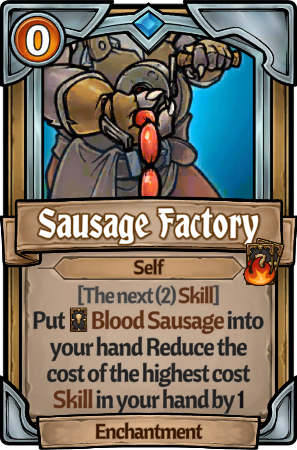 0
Sausage Factory
Self
[The next (2) Skill]
Put Blood Sausage into
your hand Reduce the
cost of the highest cost
Skill in your hand by 1
Enchantment